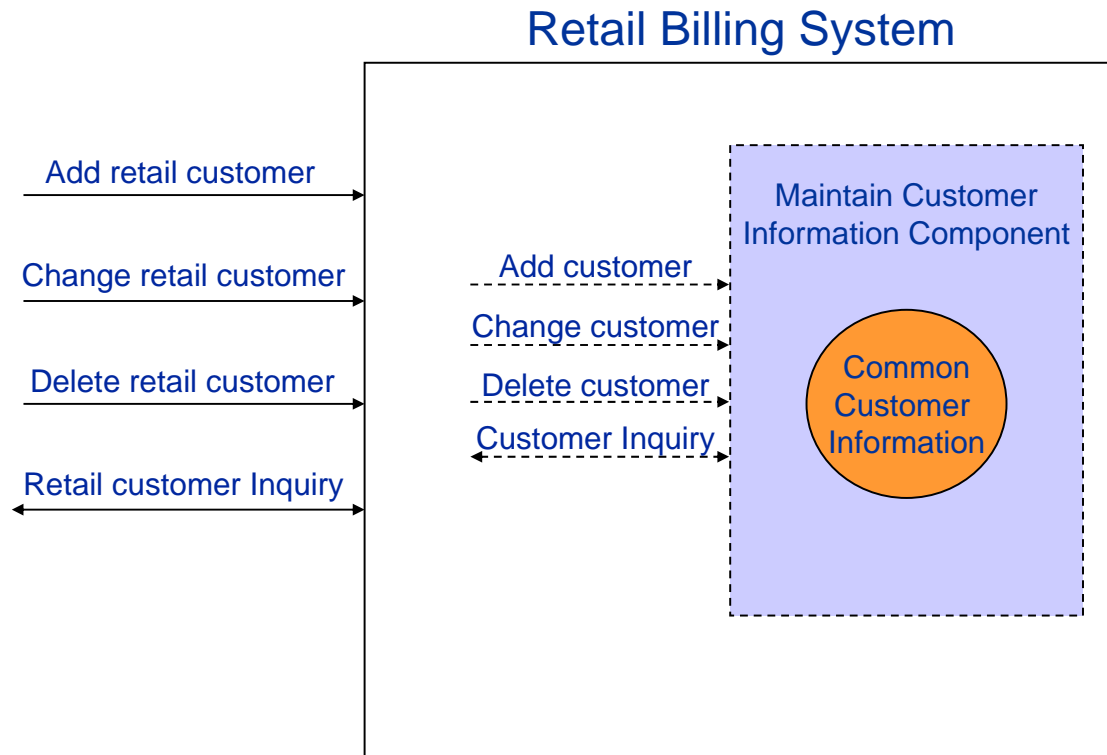 Retail Billing System
Add retail customer
Change retail customer
Delete retail customer
Retail customer Inquiry
Add customer
Change customer
Delete customer
Customer Inquiry
Maintain Customer
Information Component
Common
Customer
Information